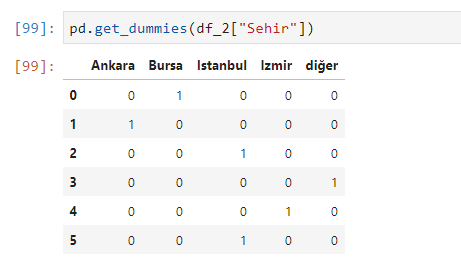 [99]: pd.get_dummies(df_2["Sehir"])
[99]: Ankara Bursa Istanbul Izmir diğer
0 0 1 0 0 0
1 1 0 0 0 0
2 0 0 1 0 0
3 0 0 0 0 1
4 0 0 0 1 0
5 0 0 1 0 0